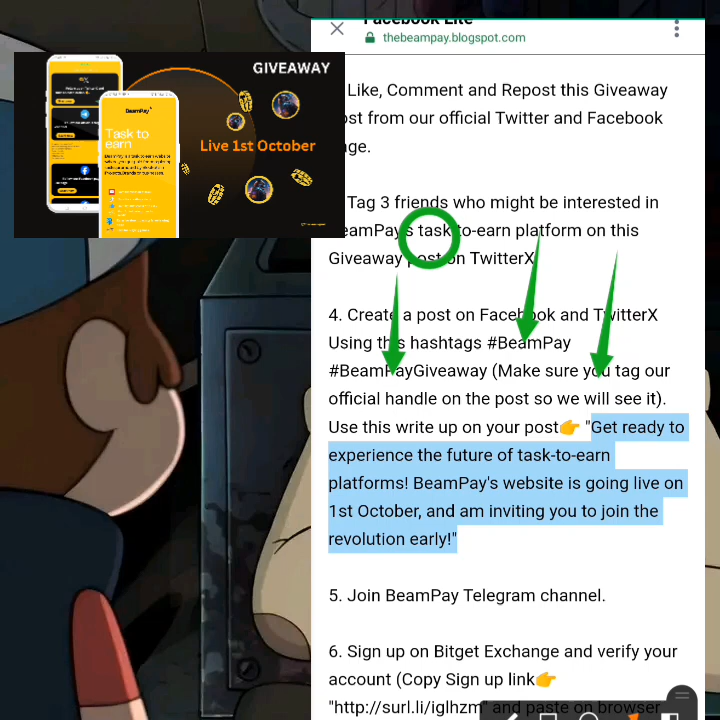 Facebook Lite
thebeampay.blogspot.com
Like, Comment and Repost this Giveaway
from our official Twitter and Facebook
GIVEAWAY
Live 1st October
BeamPay
Task to
earn
Tag 3 friends who might be interested in
BeamPay's task-to-earn platform on this
Giveaway post on TwitterX
4. Create a post on Facebook and TwitterX
Using this hashtags #BeamPay
#BeamPayGiveaway (Make sure you tag our
official handle on the post so we will see it).
Use this write up on your post👉 "Get ready to
experience the future of task-to-earn
platforms! BeamPay's website is going live on
1st October, and am inviting you to join the
revolution early!"
5. Join BeamPay Telegram channel.
6. Sign up on Bitget Exchange and verify your
account (Copy Sign up link👉
"http://surl.li/iglhzm" and paste on browser